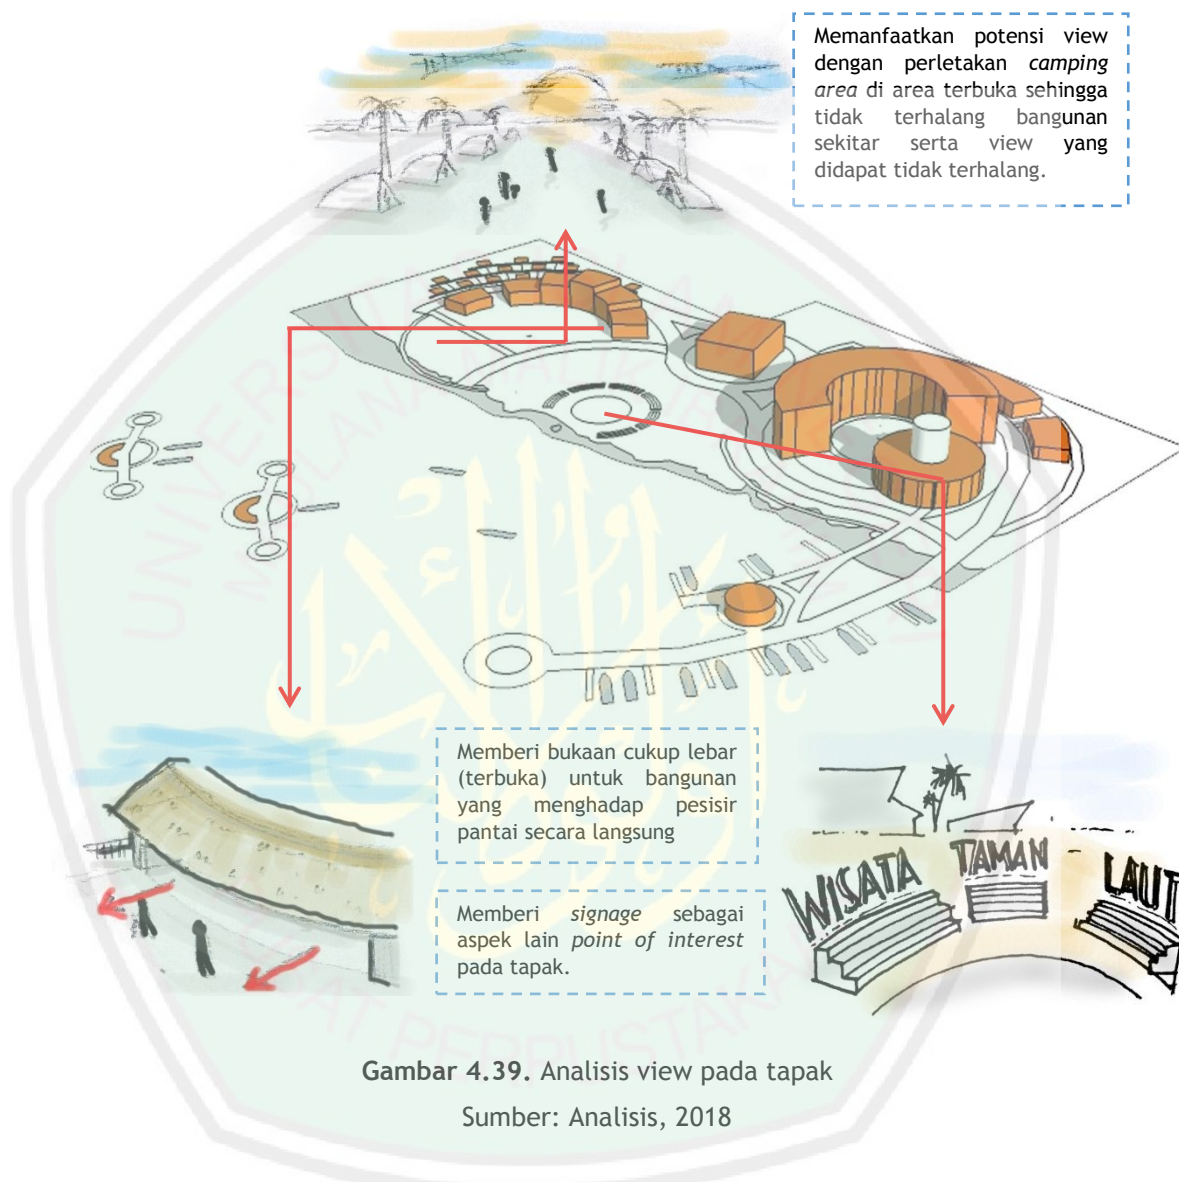 Memanfaatkan potensi view
dengan perletakan camping
area di area terbuka sehingga
tidak terhalang bangunan
sekitar serta view yang
didapat tidak terhalang.
Memberi bukaan cukup lebar
(terbuka) untuk bangunan
yang menghadap pesisir
pantai secara langsung
Memberi signage sebagai
aspek lain point of interest
pada tapak.
WISATA TAMAN LAUT
Gambar 4.39. Analisis view pada tapak
Sumber: Analisis, 2018